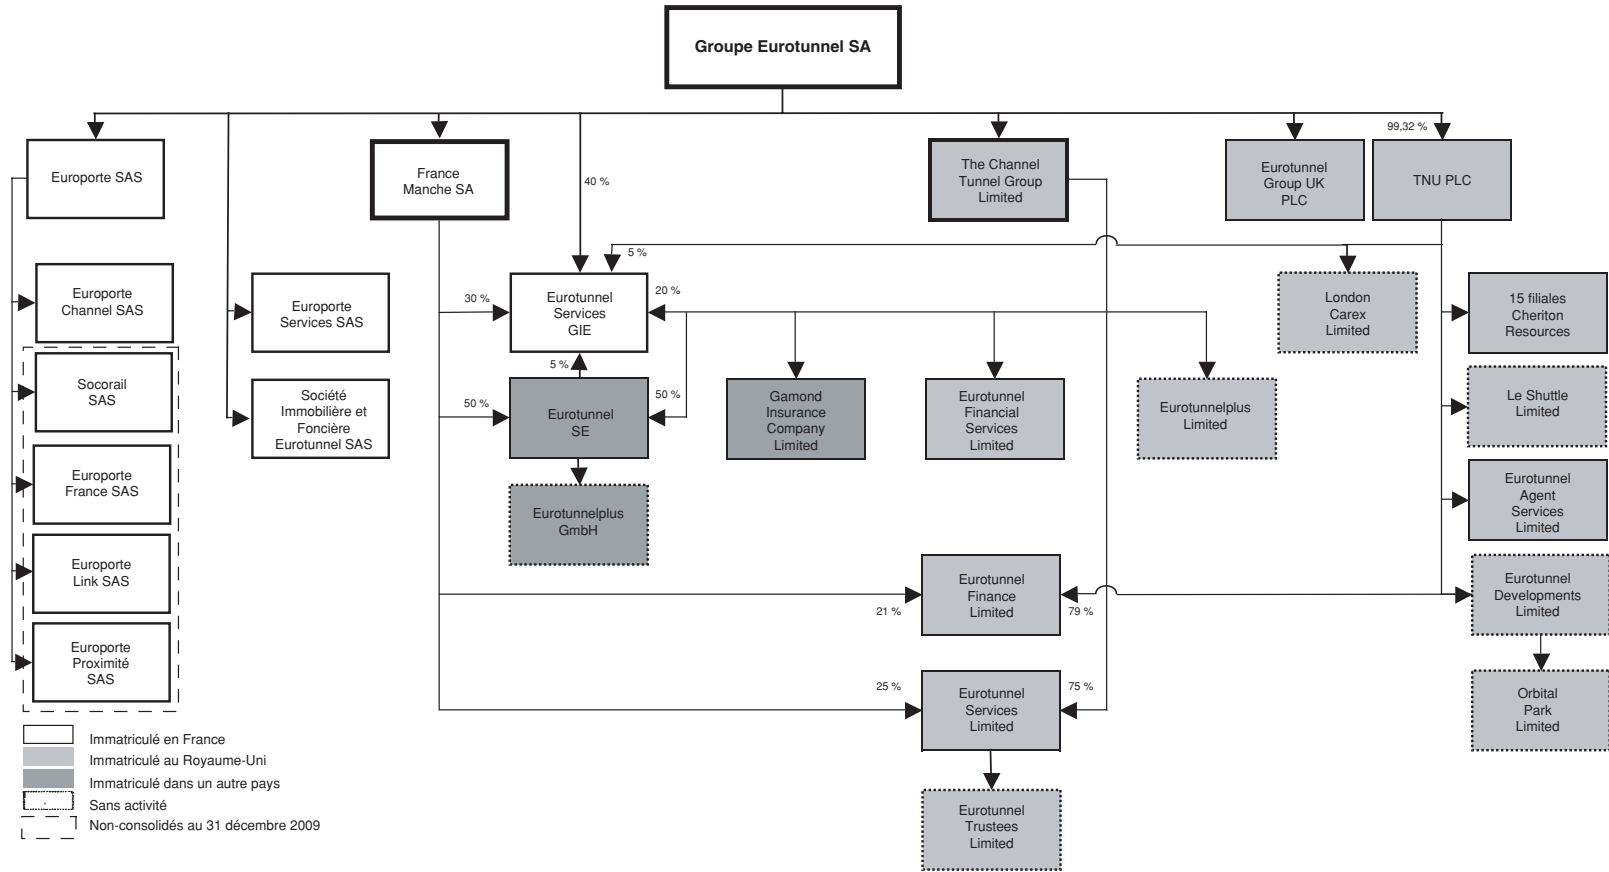 Groupe Eurotunnel SA
99,32 %
Europorte SAS
France
Manche SA
40 %
The Channel
Tunnel Group
Limited
Eurotunnel
Group UK
PLC
TNU PLC
5 %
Europorte
Channel SAS
Europorte
Services SAS
30 %
Eurotunnel
Services
GIE
20 %
London
Carex
Limited
15 filiales
Cheriton
Resources
Socorail
SAS
Société
Immobilière et
Foncière
Eurotunnel SAS
5 %
50 %
Eurotunnel
SE
50 %
Gamond
Insurance
Company
Limited
Eurotunnel
Financial
Services
Limited
Eurotunnelplus
Limited
Le Shuttle
Limited
Europorte
France SAS
Eurotunnelplus
GmbH
Eurotunnel
Agent
Services
Limited
Europorte
Link SAS
21 %
Eurotunnel
Finance
Limited
79 %
Eurotunnel
Developments
Limited
Europorte
Proximité
SAS
25 %
Eurotunnel
Services
Limited
75 %
Orbital
Park
Limited
Immatriculé en France
Immatriculé au Royaume-Uni
Immatriculé dans un autre pays
Sans activité
Non-consolidés au 31 décembre 2009
Eurotunnel
Trustees
Limited